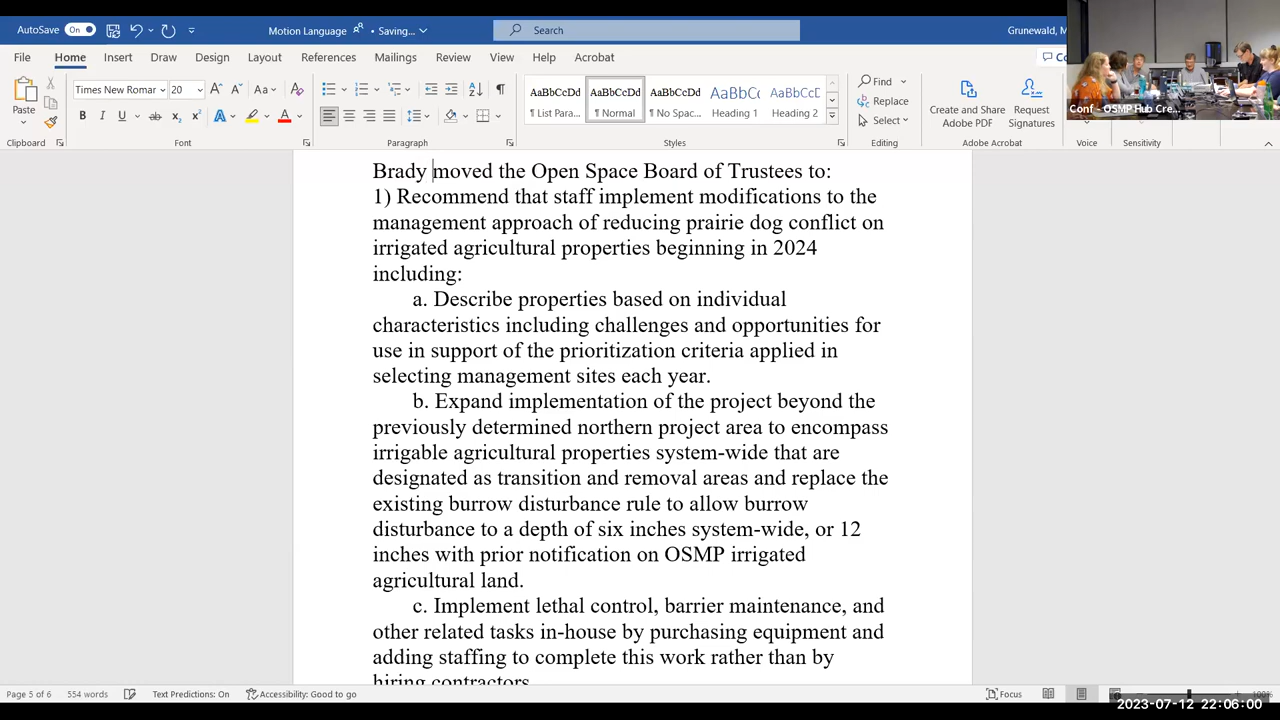 AutoSave On Motion Language Saving... Search Grunewald, M
File Home Insert Draw Design Layout References Mailings Review View Help Acrobat Co
Conf - OSMP Hub Cre...
Paste Times New Romar 20 Aa AaBbCcDd AaBbCcDd AaBbCcDd AaBbCc AaBbCcD Find
¶ List Para... ¶ Normal ¶ No Spac... Heading 1 Heading 2 Replace
Select
Create and Share Adobe PDF
Request Signatures
Clipboard Font Paragraph Styles Editing Adobe Acrobat Voice Sensitivity
Brady moved the Open Space Board of Trustees to:
1) Recommend that staff implement modifications to the
management approach of reducing prairie dog conflict on
irrigated agricultural properties beginning in 2024
including:
a. Describe properties based on individual
characteristics including challenges and opportunities for
use in support of the prioritization criteria applied in
selecting management sites each year.
b. Expand implementation of the project beyond the
previously determined northern project area to encompass
irrigable agricultural properties system-wide that are
designated as transition and removal areas and replace the
existing burrow disturbance rule to allow burrow
disturbance to a depth of six inches system-wide, or 12
inches with prior notification on OSMP irrigated
agricultural land.
c. Implement lethal control, barrier maintenance, and
other related tasks in-house by purchasing equipment and
adding staffing to complete this work rather than by
hiring contractors
Page 5 of 6 554 words Text Predictions: On Accessibility: Good to go Focus 100%
2023-07-12 22:06:00